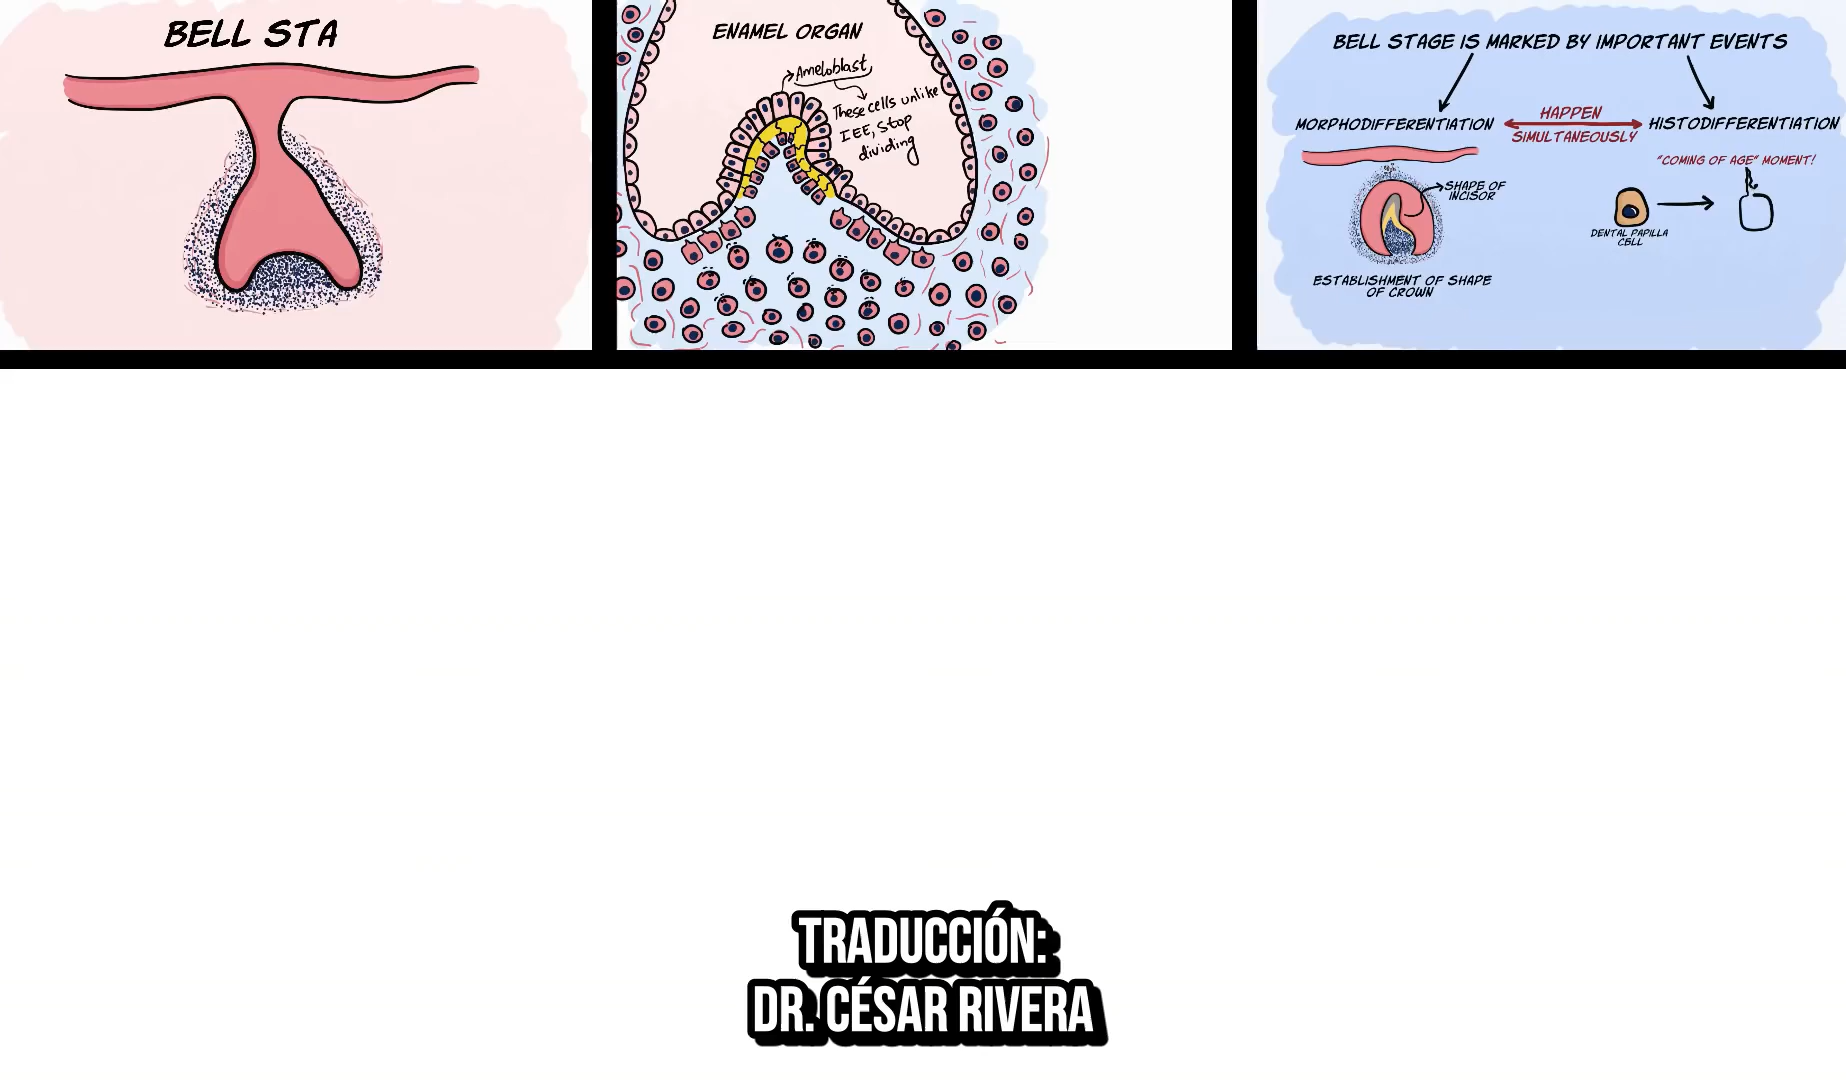 BELL STA
ENAMEL ORGAN
Ameloblast
These cells unlike
IEE, stop
dividing
BELL STAGE IS MARKED BY IMPORTANT EVENTS
MORPHODIFFERENTIATION
HAPPEN
SIMULTANEOUSLY
HISTODIFFERENTIATION
"COMING OF AGE" MOMENT!
SHAPE OF
INCISOR
DENTAL PAPILLA
CELL
ESTABLISHMENT OF SHAPE
OF CROWN
TRADUCCIÓN:
DR. CÉSAR RIVERA